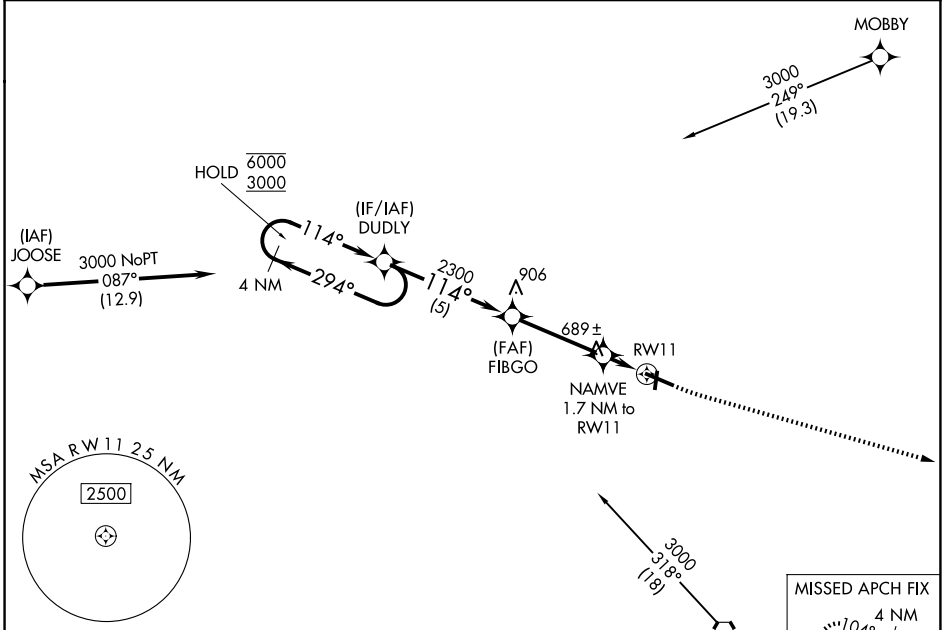 MOBBY
3000
249°
(19.3)
HOLD
6000
3000
(IF/IAF)
DUDLY
(IAF)
JOOSE
3000 NoPT
087°
(12.9)
114°
294°
4 NM
2300
114°
(5)
906
(FAF)
FIBGO
689 ±
RW11
NAMVE
1.7 NM to
RW11
MSA RW11 25 NM
2500
3000
318°
(18)
MISSED APCH FIX
4 NM
104°